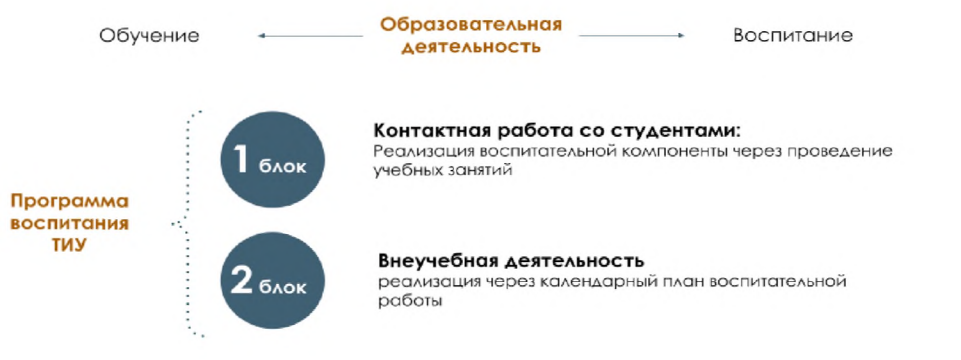 Обучение
Образовательная
деятельность
Воспитание
Программа
воспитания
ТИУ
1 блок
Контактная работа со студентами:
Реализация воспитательной компоненты через проведение
учебных занятий
2 блок
Внеучебная деятельность
реализация через календарный план воспитательной
работы